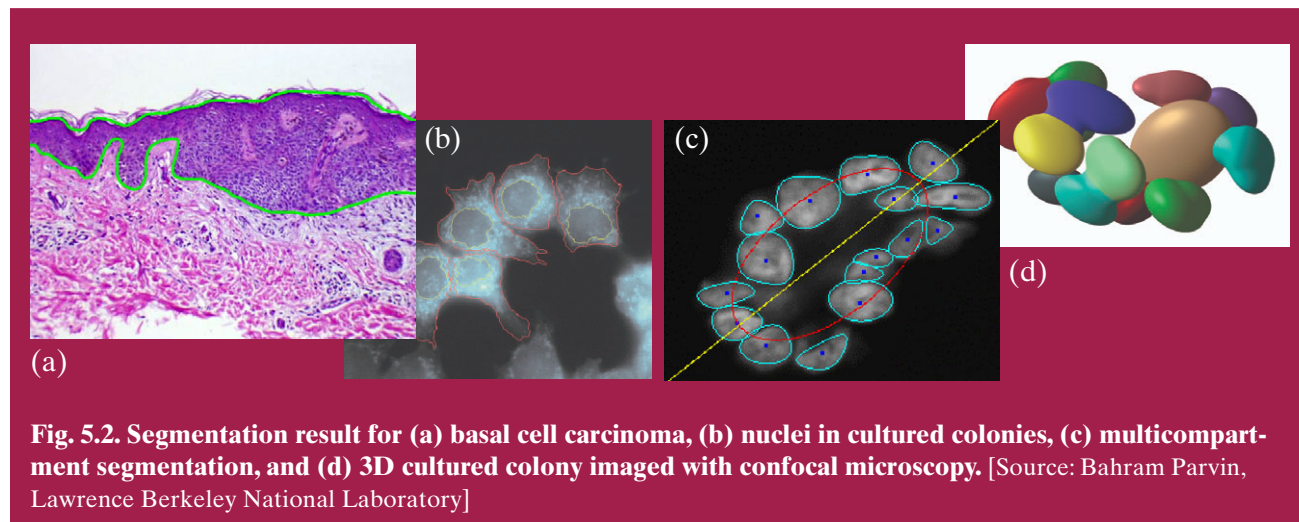 (a)
(b)
(c)
(d)
Fig. 5.2. Segmentation result for (a) basal cell carcinoma, (b) nuclei in cultured colonies, (c) multicompart-
ment segmentation, and (d) 3D cultured colony imaged with confocal microscopy. [Source: Bahram Parvin,
Lawrence Berkeley National Laboratory]